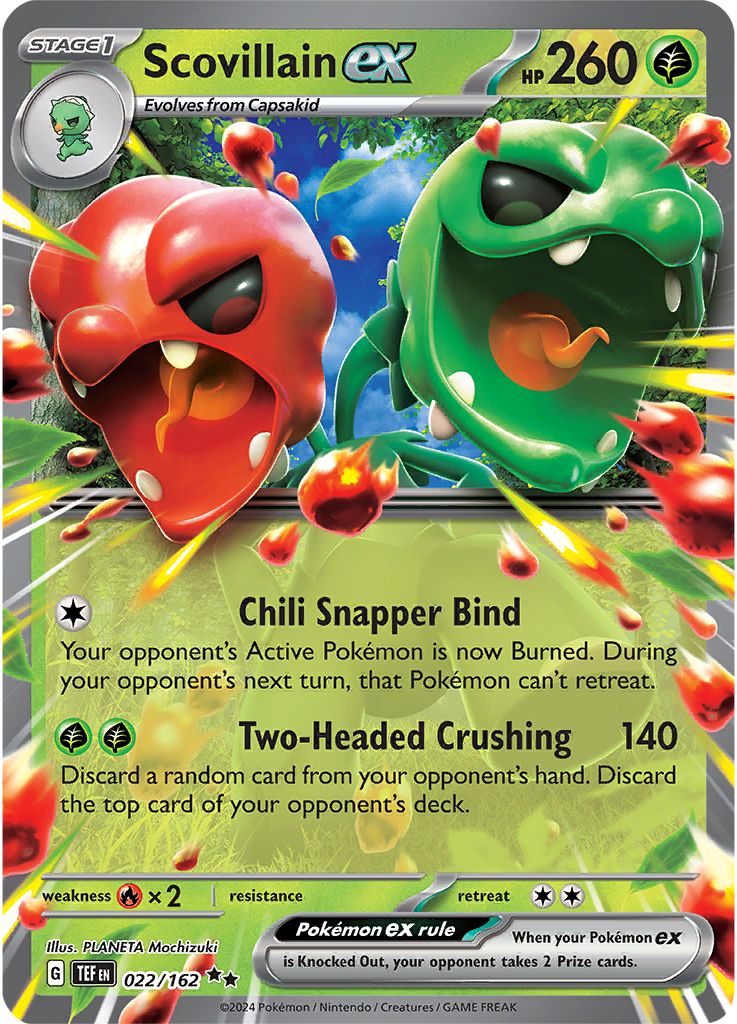 STAGE1
Scovillain ex
HP 260
Evolves from Capsakid
Chili Snapper Bind
Your opponent's Active Pokémon is now Burned. During
your opponent's next turn, that Pokémon can't retreat.
Two-Headed Crushing 140
Discard a random card from your opponent's hand. Discard
the top card of your opponent's deck.
weakness ×2 resistance retreat
Illus. PLANETA Mochizuki
Pokémon ex rule
When your Pokémon ex
is Knocked Out, your opponent takes 2 Prize cards.
G TEF EN 022/162
©2024 Pokémon / Nintendo / Creatures / GAME FREAK